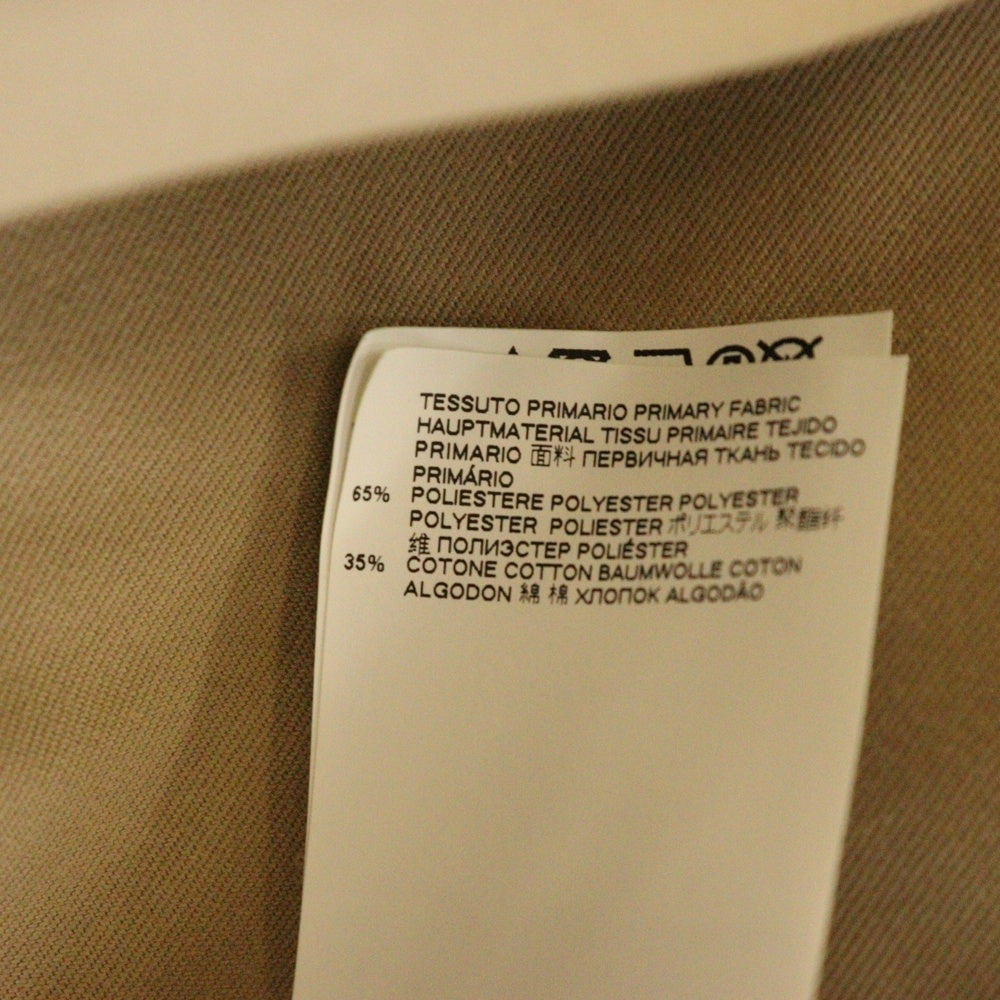 TESSUTO PRIMARIO PRIMARY FABRIC
HAUPTMATERIAL TISSU PRIMAIRE TEJIDO
PRIMARIO 面料 ПЕРВИЧНАЯ ТКАНЬ TECIDO
PRIMÁRIO
65% POLIESTERE POLYESTER POLYESTER
POLYESTER POLIESTER ポリエステル 聚酯纤
维 ПОЛИЭСТЕР POLIÉSTER
35% COTONE COTTON BAUMWOLLE COTON
ALGODON 綿 棉 ХЛОПОК ALGODÃO